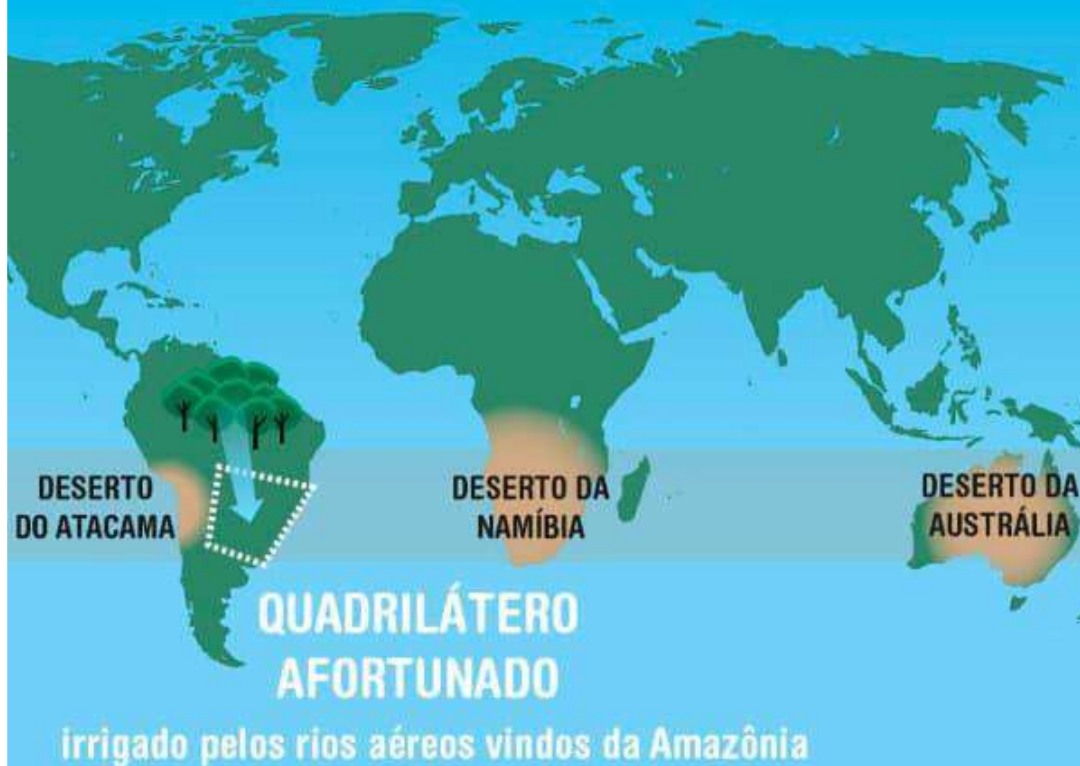 DESERTO
DO ATACAMA
DESERTO DA
NAMÍBIA
DESERTO DA
AUSTRÁLIA
QUADRILÁTERO
AFORTUNADO
irrigado pelos rios aéreos vindos da Amazônia